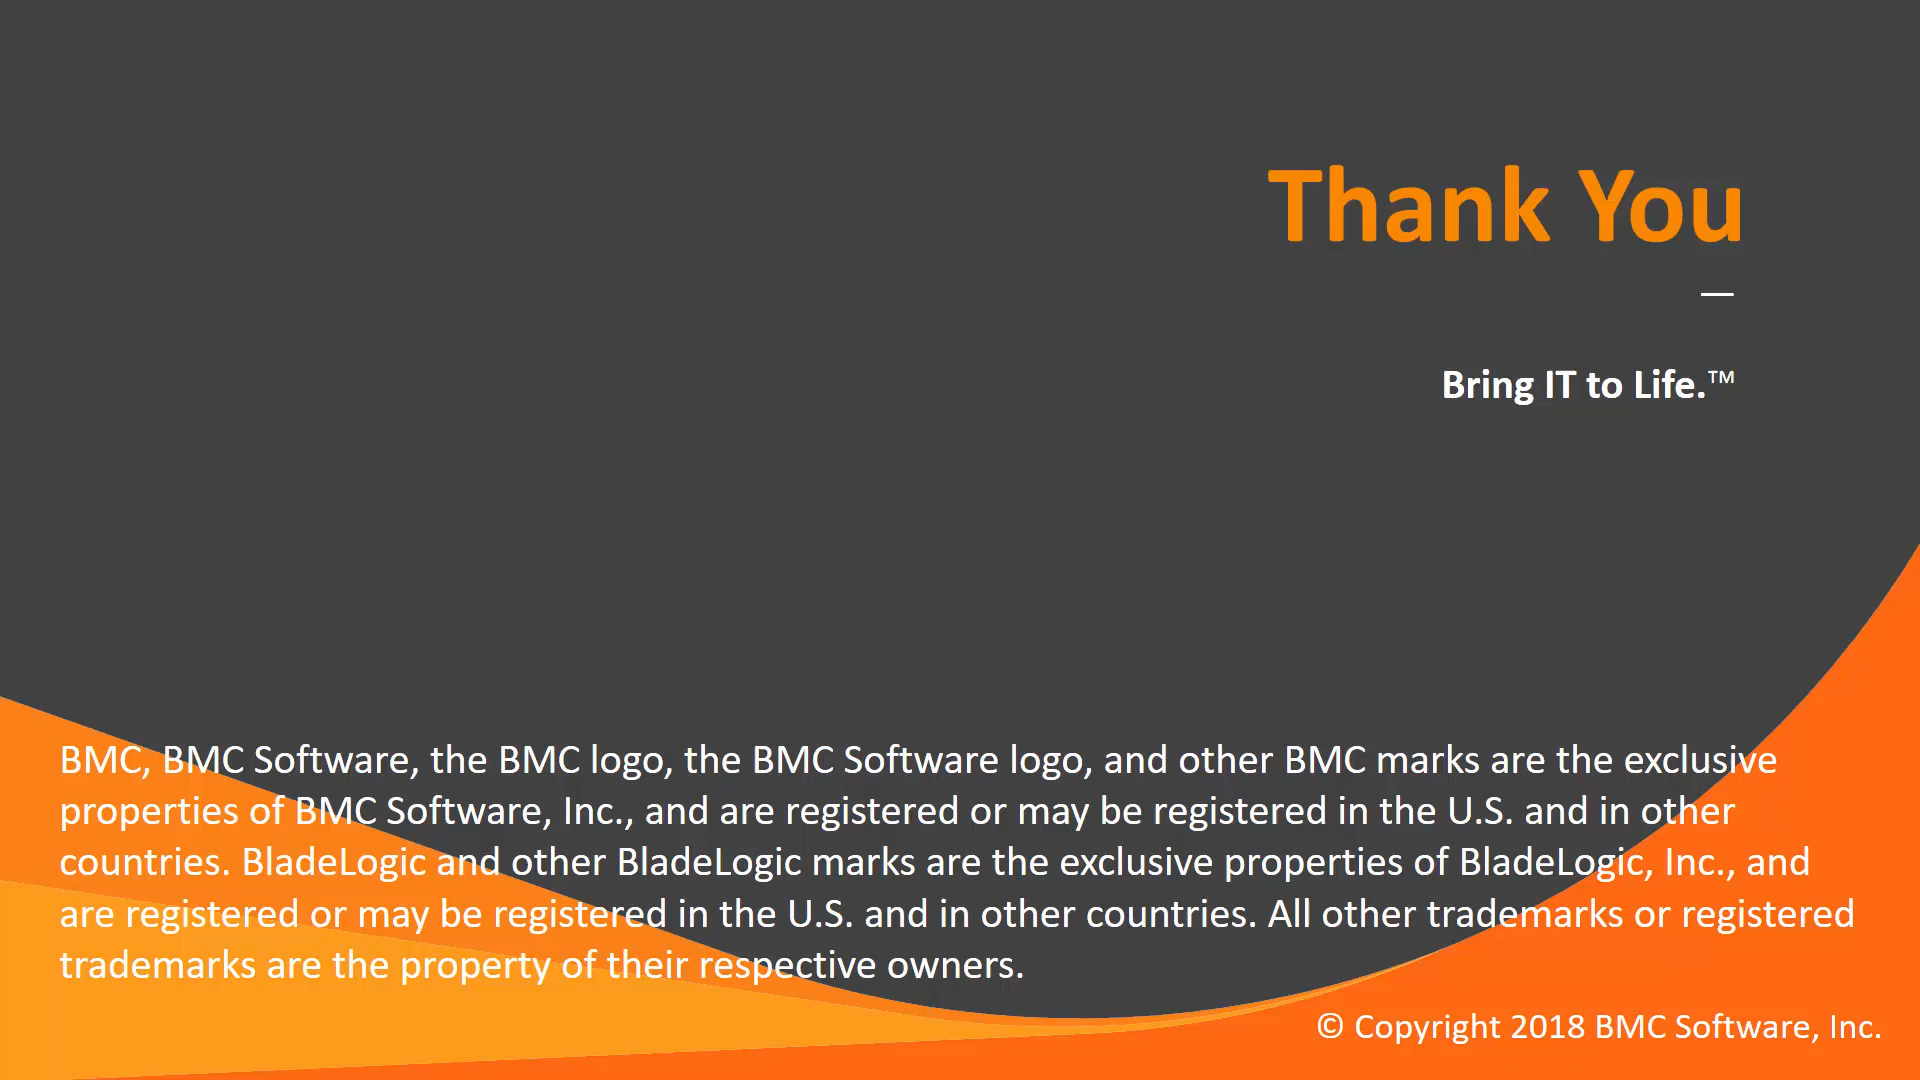 Thank You
—
Bring IT to Life.™
BMC, BMC Software, the BMC logo, the BMC Software logo, and other BMC marks are the exclusive
properties of BMC Software, Inc., and are registered or may be registered in the U.S. and in other
countries. BladeLogic and other BladeLogic marks are the exclusive properties of BladeLogic, Inc., and
are registered or may be registered in the U.S. and in other countries. All other trademarks or registered
trademarks are the property of their respective owners.
© Copyright 2018 BMC Software, Inc.